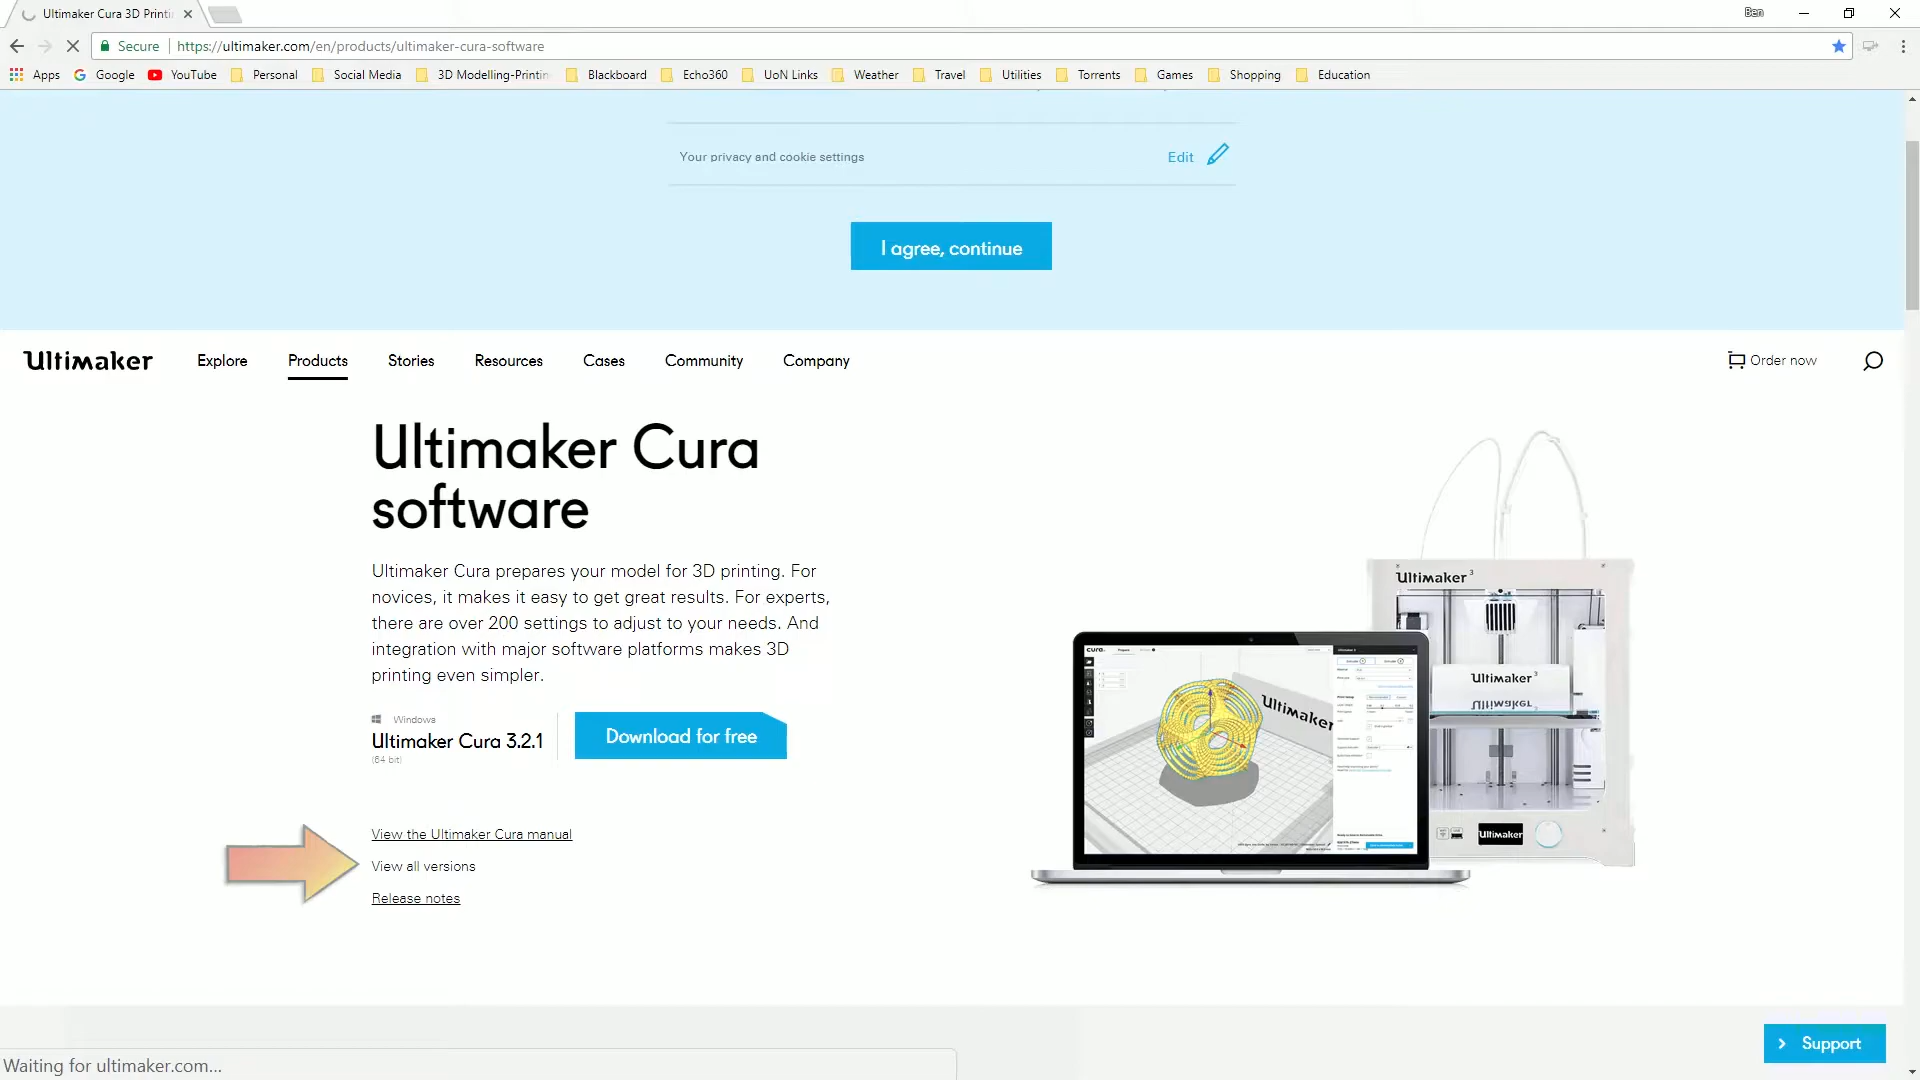 Ultimaker Cura 3D Printi
Ben
Secure https://ultimaker.com/en/products/ultimaker-cura-software
Apps Google YouTube Personal Social Media 3D Modelling-Printin Blackboard Echo360 UoN Links Weather Travel Utilities Torrents Games Shopping Education
Your privacy and cookie settings Edit
I agree, continue
Ultimaker Explore Products Stories Resources Cases Community Company Order now
Ultimaker Cura
software
Ultimaker Cura prepares your model for 3D printing. For
novices, it makes it easy to get great results. For experts,
there are over 200 settings to adjust to your needs. And
integration with major software platforms makes 3D
printing even simpler.
Windows
Ultimaker Cura 3.2.1
(64 bit)
Download for free
View the Ultimaker Cura manual
View all versions
Release notes
Ultimaker 3
cura
Ultimaker
Ultimaker 3
Ultimaker
Support
Waiting for ultimaker.com...